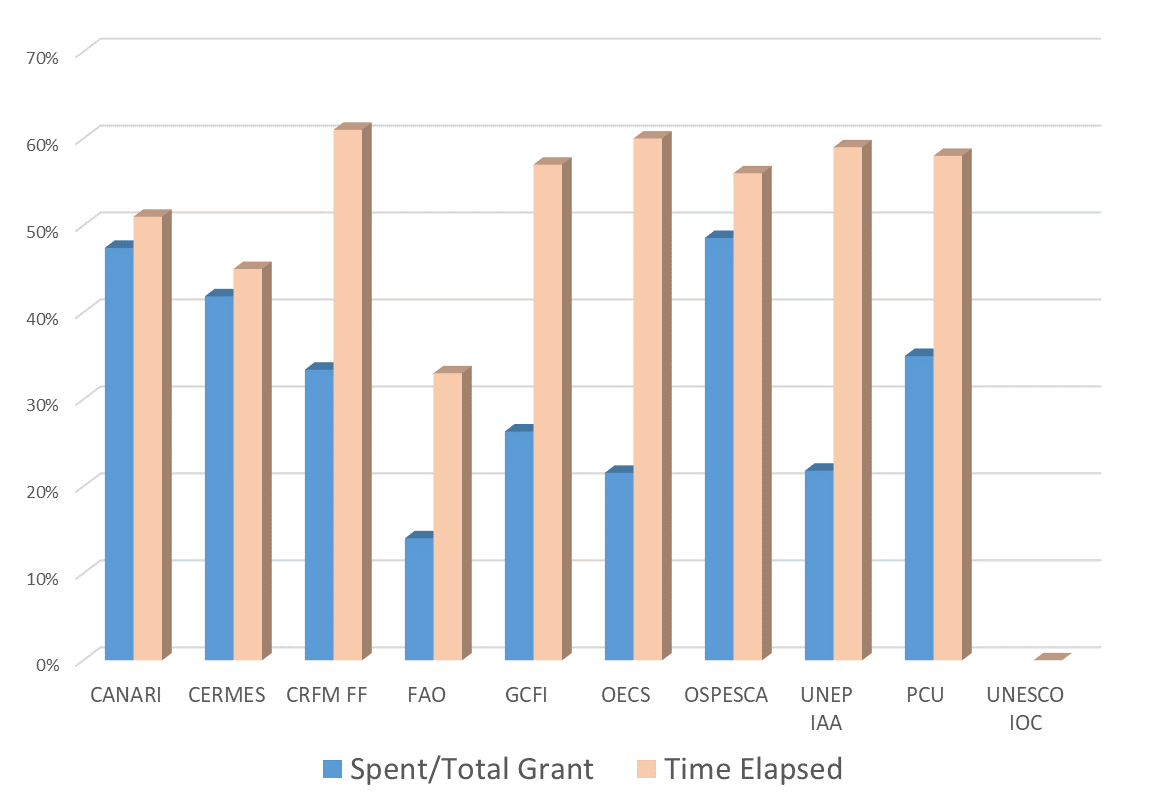 70%
60%
50%
40%
30%
20%
10%
0%
CANARI CERMES CRFM FF FAO GCFI OECS OSPESCA UNEP PCU UNESCO
IAA IOC
Spent/Total Grant Time Elapsed